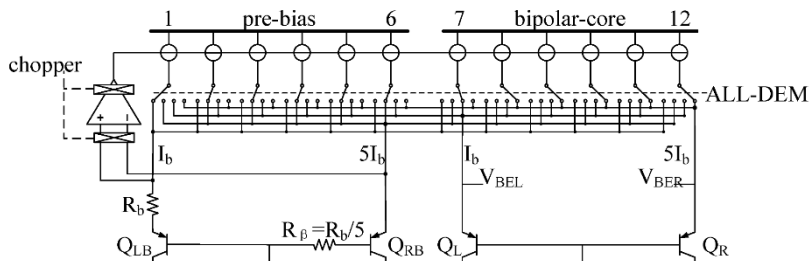 1 pre-bias 6 7 bipolar-core 12
chopper
ALL-DEM
+ -
I_b 5I_b I_b 5I_b
V_BEL V_BER
R_b
R_β=R_b/5
Q_LB Q_RB Q_L Q_R